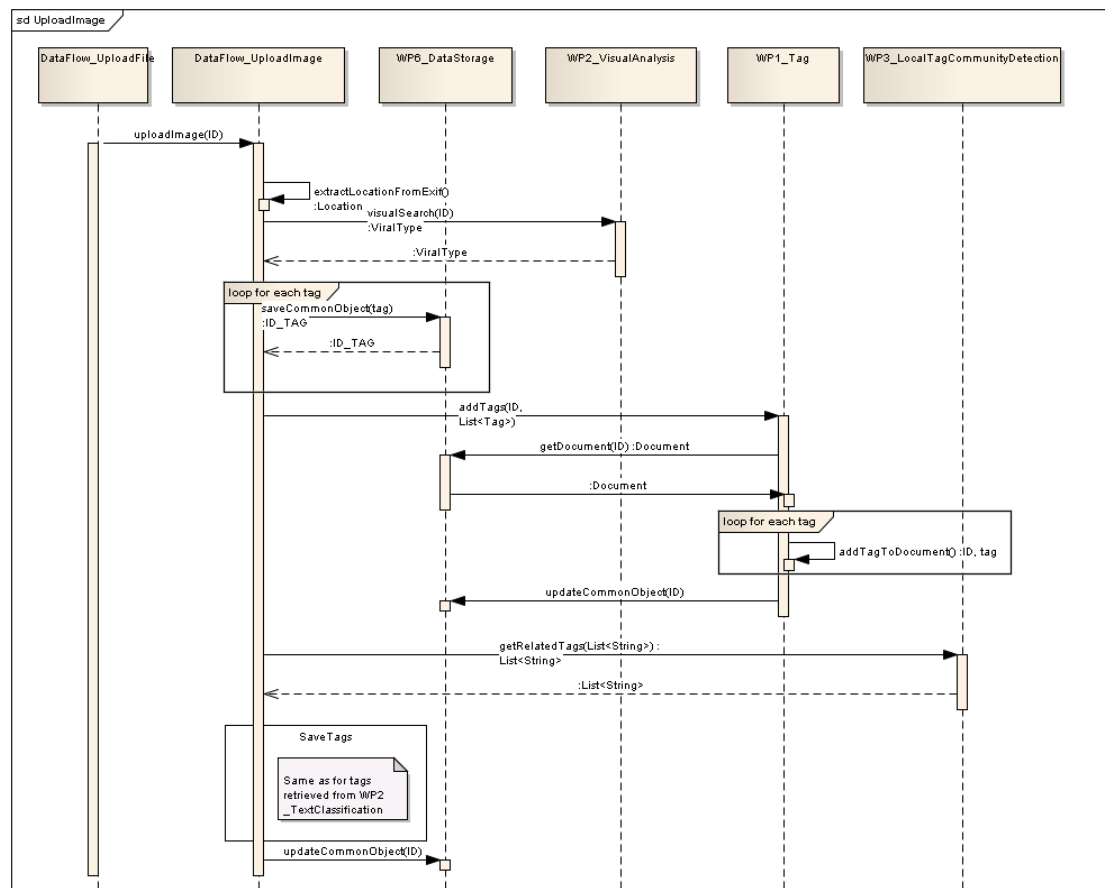 sd UploadImage
DataFlow_UploadFile
DataFlow_UploadImage
WP6_DataStorage
WP2_VisualAnalysis
WP1_Tag
WP3_LocalTagCommunityDetection
uploadImage(ID)
extractLocationFromExif()
:Location
visualSearch(ID)
:ViralType
:ViralType
loop for each tag
saveCommonObject(tag)
:ID_TAG
:ID_TAG
addTags(ID,
List<Tag>)
getDocument(ID) :Document
:Document
loop for each tag
addTagToDocument() :ID, tag
updateCommonObject(ID)
getRelatedTags(List<String>) :
List<String>
:List<String>
SaveTags
Same as for tags
retrieved from WP2
_TextClassification
updateCommonObject(ID)